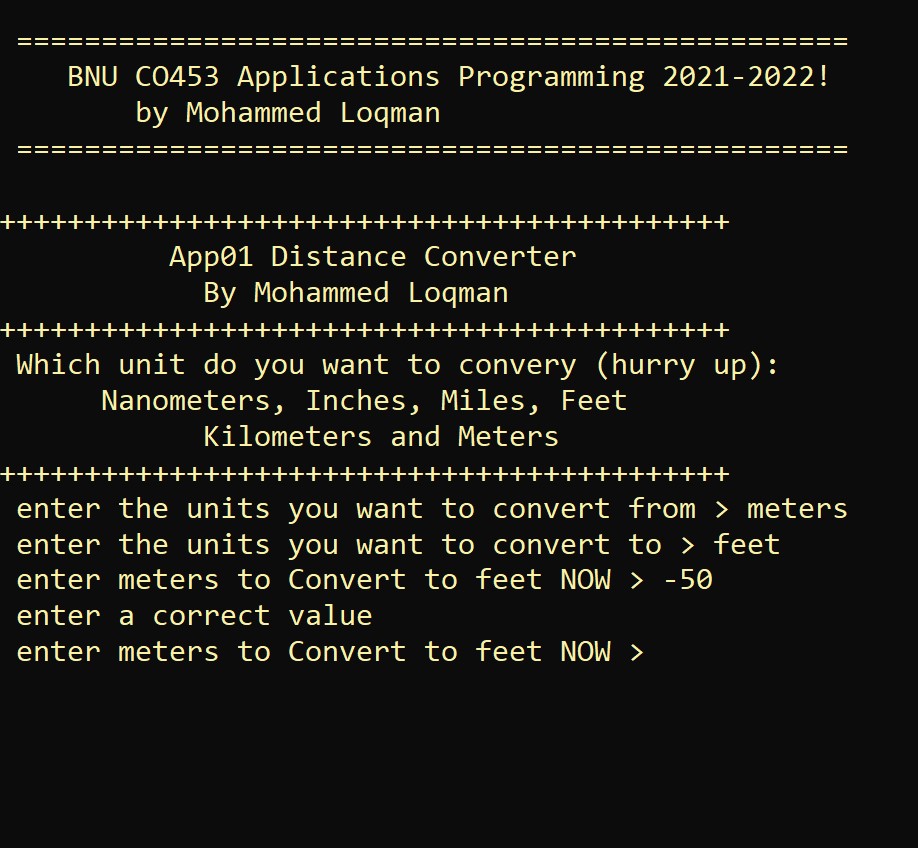 =================================================
BNU CO453 Applications Programming 2021-2022!
by Mohammed Loqman
=================================================
+++++++++++++++++++++++++++++++++++++++++++
App01 Distance Converter
By Mohammed Loqman
+++++++++++++++++++++++++++++++++++++++++++
Which unit do you want to convery (hurry up):
Nanometers, Inches, Miles, Feet
Kilometers and Meters
+++++++++++++++++++++++++++++++++++++++++++
enter the units you want to convert from > meters
enter the units you want to convert to > feet
enter meters to Convert to feet NOW > -50
enter a correct value
enter meters to Convert to feet NOW >